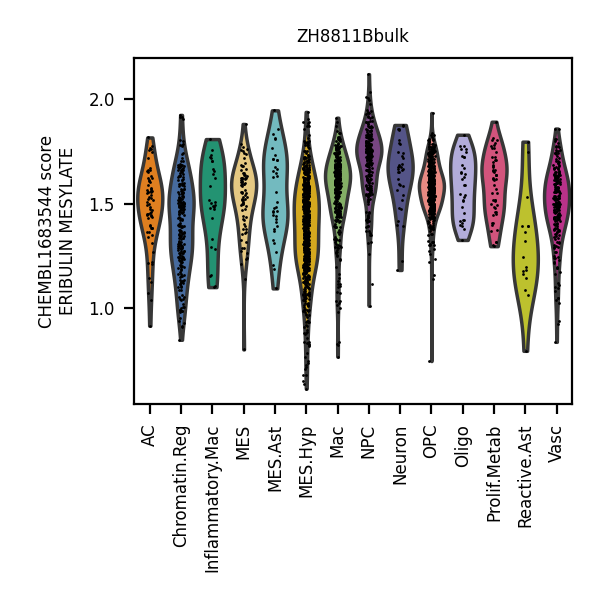 ZH8811Bbulk
CHEMBL1683544 score
ERIBULIN MESYLATE
2.0
1.5
1.0
AC
Chromatin.Reg
Inflammatory.Mac
MES
MES.Ast
MES.Hyp
Mac
NPC
Neuron
OPC
Oligo
Prolif.Metab
Reactive.Ast
Vasc